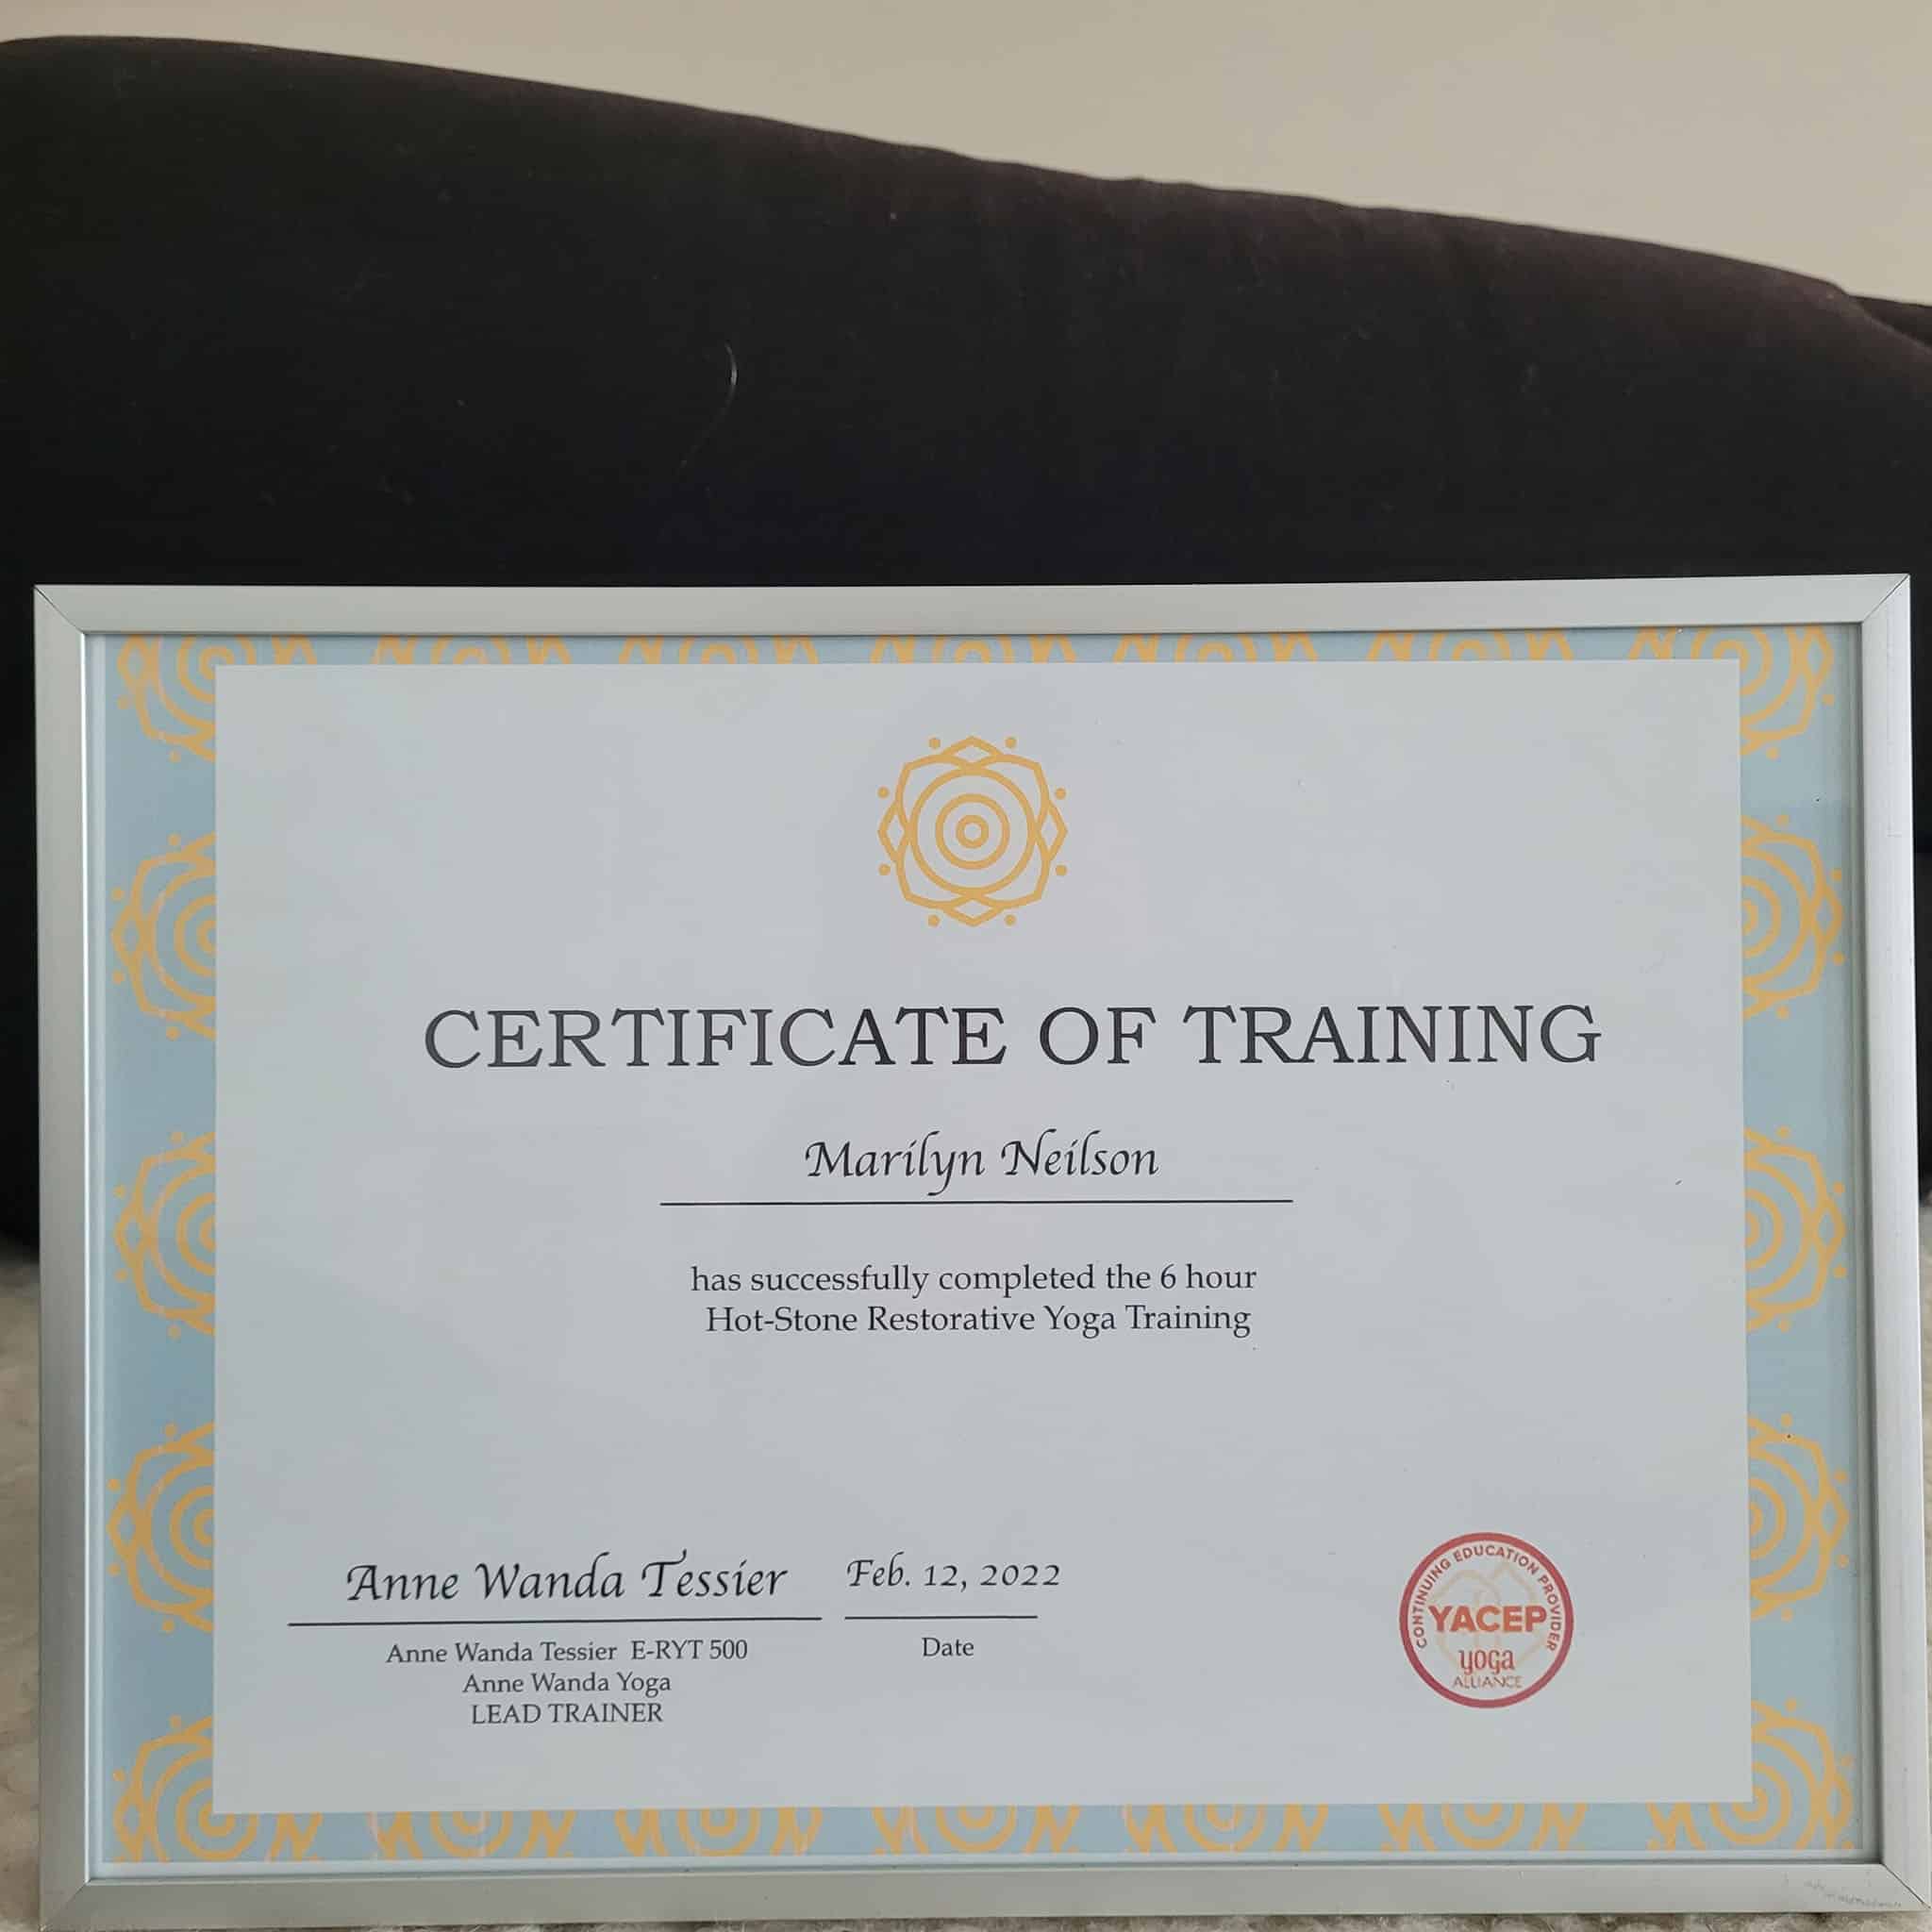 CERTIFICATE OF TRAINING
Marilyn Neilson
has successfully completed the 6 hour
Hot-Stone Restorative Yoga Training
Anne Wanda Tessier
Anne Wanda Tessier E-RYT 500
Anne Wanda Yoga
LEAD TRAINER
Feb. 12, 2022
Date
CONTINUING EDUCATION PROVIDER
YACEP
yoga
ALLIANCE